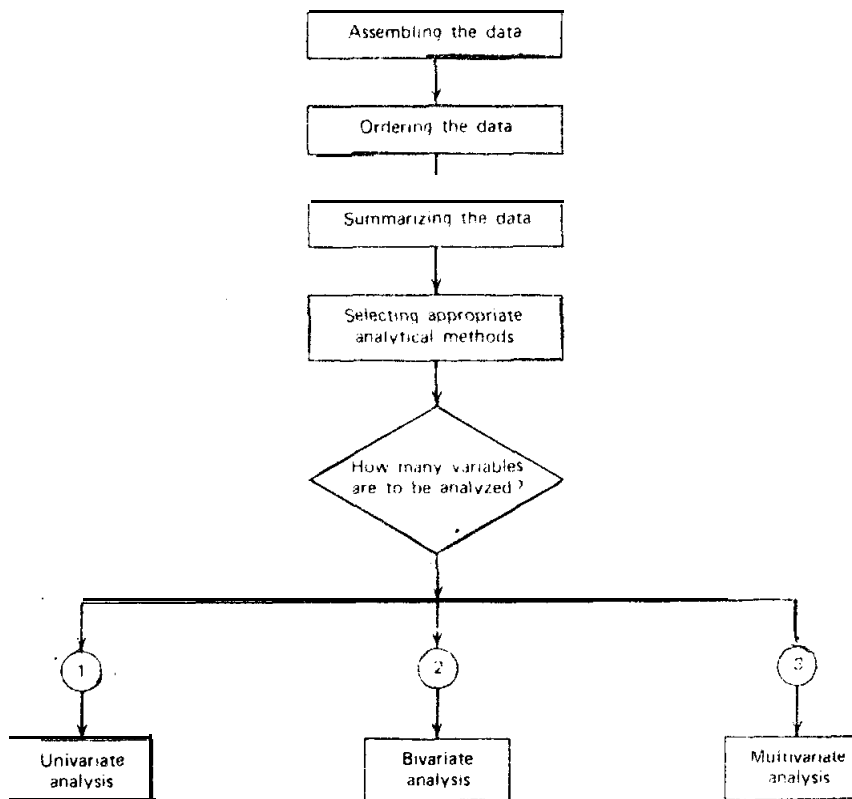 Assembling the data
Ordering the data
Summarizing the data
Selecting appropriate
analytical methods
How many variables
are to be analyzed?
1
2
3
Univariate
analysis
Bivariate
analysis
Multivariate
analysis